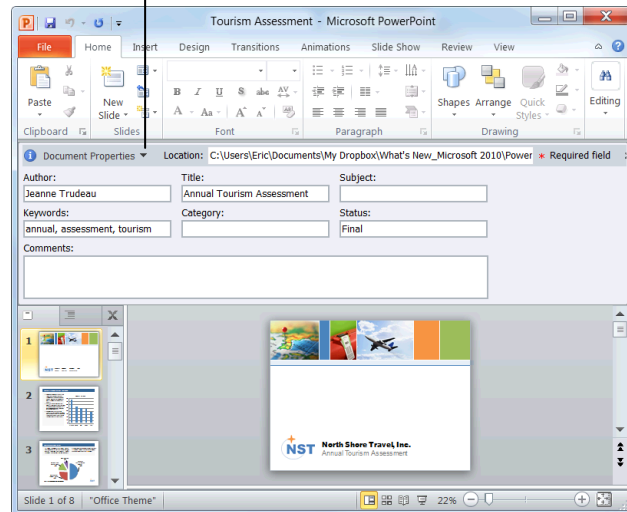 Tourism Assessment - Microsoft PowerPoint
File Home Insert Design Transitions Animations Slide Show Review View
Paste New Slide Shapes Arrange Quick Styles Editing
B I U S abc AV
A Aa A A
Clipboard Slides Font Paragraph Drawing
Document Properties Location: C:\Users\Eric\Documents\My Dropbox\What's New_Microsoft 2010\Power * Required field
Author: Title: Subject:
Jeanne Trudeau Annual Tourism Assessment
Keywords: Category: Status:
annual, assessment, tourism Final
Comments:
1
2
3
NST North Shore Travel, Inc.
Annual Tourism Assessment
Slide 1 of 8 "Office Theme" 22%